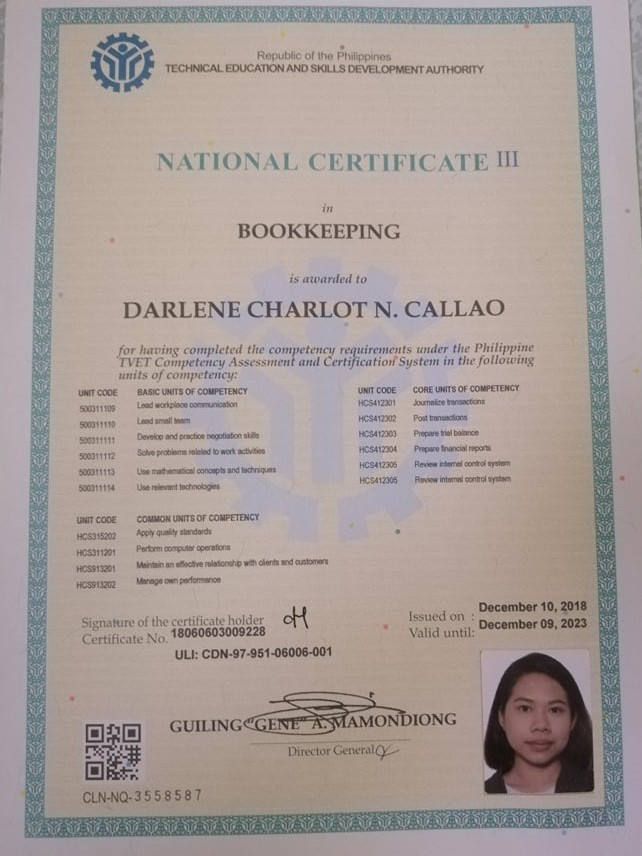 Republic of the Philippines
TECHNICAL EDUCATION AND SKILLS DEVELOPMENT AUTHORITY
NATIONAL CERTIFICATE III
in
BOOKKEEPING
is awarded to
DARLENE CHARLOT N. CALLAO
for having completed the competency requirements under the Philippine
TVET Competency Assessment and Certification System in the following
units of competency:
UNIT CODE BASIC UNITS OF COMPETENCY
500311109 Lead workplace communication
500311110 Lead small team
500311111 Develop and practice negotiation skills
500311112 Solve problems related to work activities
500311113 Use mathematical concepts and techniques
500311114 Use relevant technologies
UNIT CODE CORE UNITS OF COMPETENCY
HCS412301 Journalize transactions
HCS412302 Post transactions
HCS412303 Prepare trial balance
HCS412304 Prepare financial reports
HCS412305 Review internal control system
HCS412305 Review internal control system
UNIT CODE COMMON UNITS OF COMPETENCY
HCS315202 Apply quality standards
HCS311201 Perform computer operations
HCS913201 Maintain an effective relationship with clients and customers
HCS913202 Manage own performance
Signature of the certificate holder
Certificate No. 18060603009228
ULI: CDN-97-951-06006-001
Issued on : December 10, 2018
Valid until: December 09, 2023
GUILING "GENE" A. MAMONDIONG
Director General
CLN-NQ-3558587